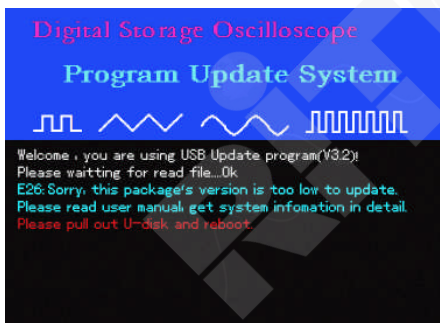 Digital Storage Oscilloscope
Program Update System
Welcome , you are using USB Update program(V3.2)!
Please waitting for read file....Ok
E26:Sorry, this package's version is too low to update.
Please read user manual, get system infomation in detail.
Please pull out U-disk and reboot.